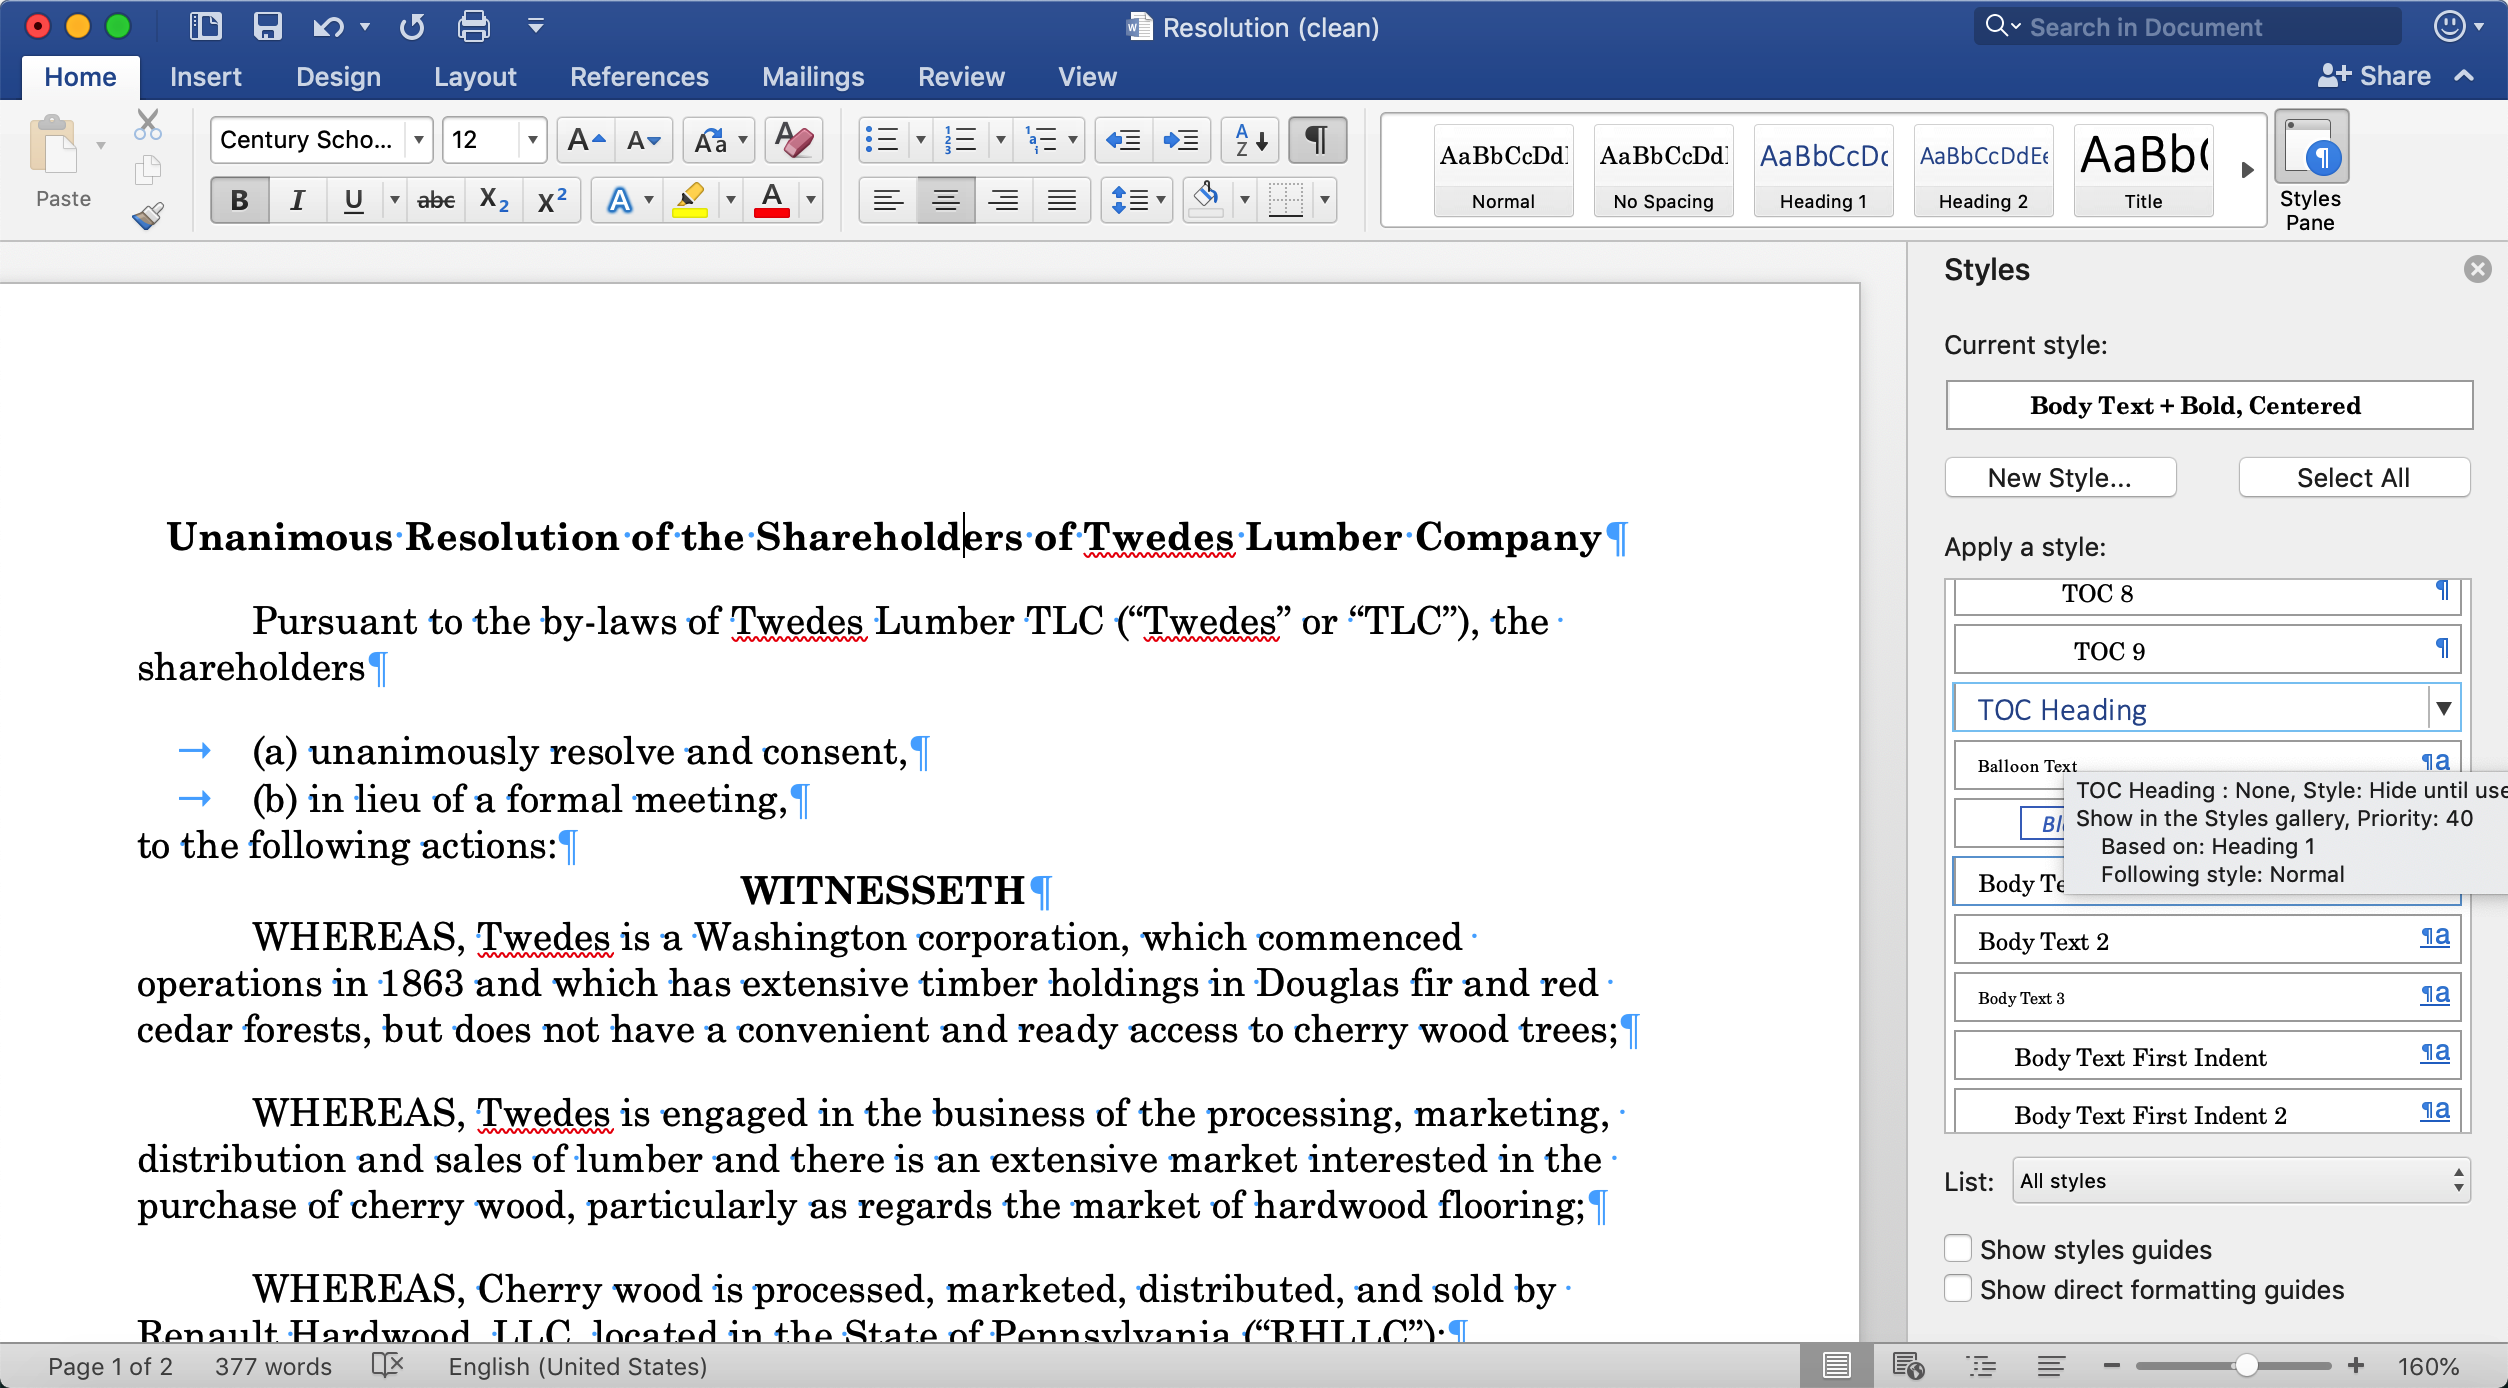 Resolution (clean)
Search in Document
Home Insert Design Layout References Mailings Review View
Share
Paste
Century Scho... 12
AaBbCcDdl AaBbCcDdl AaBbCcDc AaBbCcDdEe AaBb(
Normal No Spacing Heading 1 Heading 2 Title
Styles
Pane
B I U abc X2 X2 A A
Unanimous Resolution of the Shareholders of Twedes Lumber Company¶
Pursuant to the by-laws of Twedes Lumber TLC (“Twedes” or “TLC”), the
shareholders¶
→ (a) unanimously resolve and consent,¶
→ (b) in lieu of a formal meeting,¶
to the following actions:¶
WITNESSETH¶
WHEREAS, Twedes is a Washington corporation, which commenced
operations in 1863 and which has extensive timber holdings in Douglas fir and red
cedar forests, but does not have a convenient and ready access to cherry wood trees;¶
WHEREAS, Twedes is engaged in the business of the processing, marketing,
distribution and sales of lumber and there is an extensive market interested in the
purchase of cherry wood, particularly as regards the market of hardwood flooring;¶
WHEREAS, Cherry wood is processed, marketed, distributed, and sold by
Renault Hardwood, LLC, located in the State of Pennsylvania (“RHLLC”);¶
Styles
Current style:
Body Text + Bold, Centered
New Style... Select All
Apply a style:
TOC 8 ¶
TOC 9 ¶
TOC Heading
Balloon Text ¶a
TOC Heading : None, Style: Hide until use
Show in the Styles gallery, Priority: 40
Based on: Heading 1
Following style: Normal
Bl
Body Te
Body Text 2 ¶a
Body Text 3 ¶a
Body Text First Indent ¶a
Body Text First Indent 2 ¶a
List: All styles
Show styles guides
Show direct formatting guides
Page 1 of 2 377 words English (United States) 160%